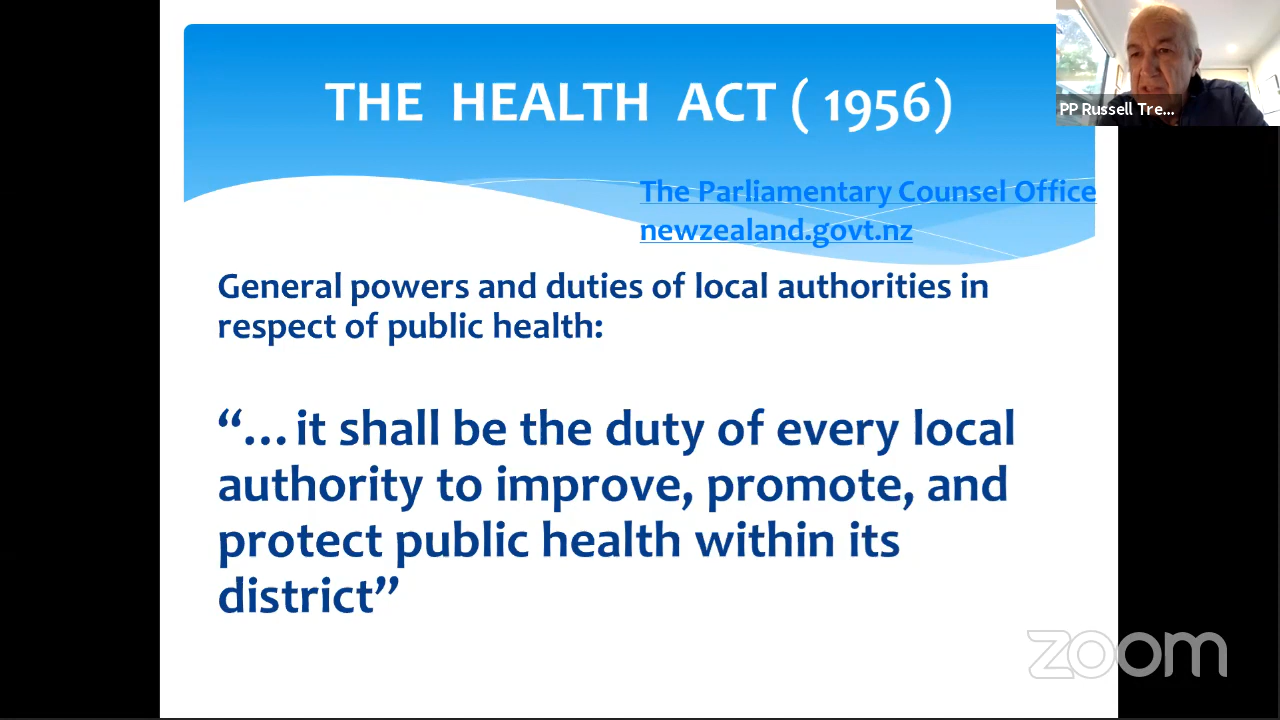 THE HEALTH ACT ( 1956)
PP Russell Tre...
The Parliamentary Counsel Office
newzealand.govt.nz
General powers and duties of local authorities in
respect of public health:
“…it shall be the duty of every local
authority to improve, promote, and
protect public health within its
district”
zoom